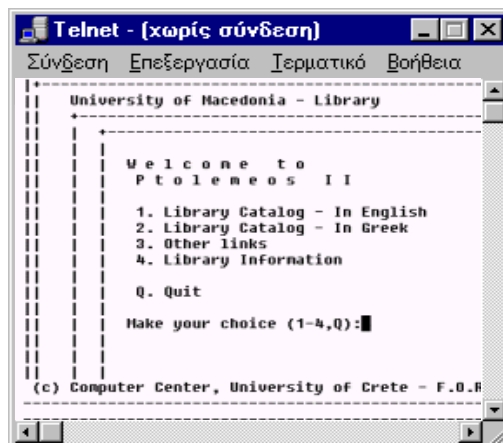 Telnet - (χωρίς σύνδεση)
Σύνδεση Επεξεργασία Τερματικό Βοήθεια
University of Macedonia - Library
W e l c o m e  t o
P t o l e m e o s  I I
1. Library Catalog - In English
2. Library Catalog - In Greek
3. Other links
4. Library Information
Q. Quit
Make your choice (1-4,Q):
(c) Computer Center, University of Crete - F.O.R